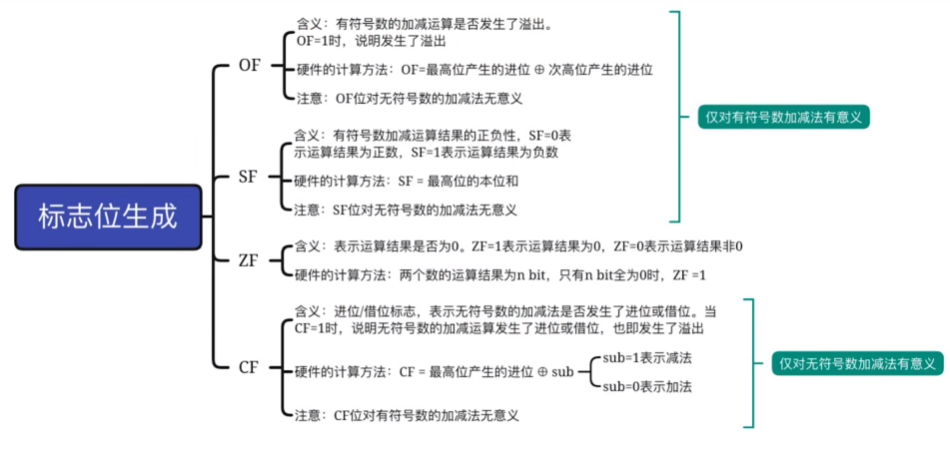 标志位生成
OF
含义：有符号数的加减运算是否发生了溢出。
OF=1时，说明发生了溢出
硬件的计算方法：OF=最高位产生的进位 ⊕ 次高位产生的进位
注意：OF位对无符号数的加减法无意义
SF
含义：有符号数加减运算结果的正负性，SF=0表
示运算结果为正数，SF=1表示运算结果为负数
硬件的计算方法：SF = 最高位的本位和
注意：SF位对无符号数的加减法无意义
仅对有符号数加减法有意义
ZF
含义：表示运算结果是否为0。ZF=1表示运算结果为0，ZF=0表示运算结果非0
硬件的计算方法：两个数的运算结果为n bit，只有n bit全为0时，ZF =1
CF
含义：进位/借位标志，表示无符号数的加减法是否发生了进位或借位。当
CF=1时，说明无符号数的加减运算发生了进位或借位，也即发生了溢出
硬件的计算方法：CF = 最高位产生的进位 ⊕ sub
sub=1表示减法
sub=0表示加法
注意：CF位对有符号数的加减法无意义
仅对无符号数加减法有意义